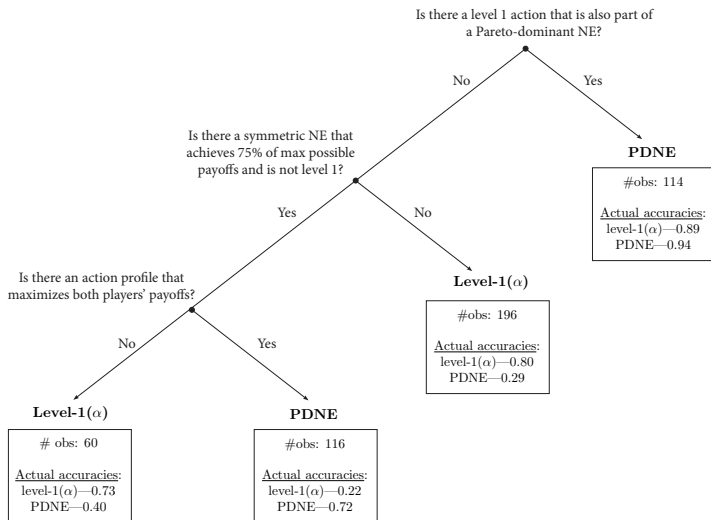 Is there a level 1 action that is also part of
a Pareto-dominant NE?
No
Yes
PDNE
#obs: 114
Actual accuracies:
level-1(α)—0.89
PDNE—0.94
Is there a symmetric NE that
achieves 75% of max possible
payoffs and is not level 1?
Yes
No
Level-1(α)
#obs: 196
Actual accuracies:
level-1(α)—0.80
PDNE—0.29
Is there an action profile that
maximizes both players' payoffs?
No
Yes
Level-1(α)
# obs: 60
Actual accuracies:
level-1(α)—0.73
PDNE—0.40
PDNE
#obs: 116
Actual accuracies:
level-1(α)—0.22
PDNE—0.72